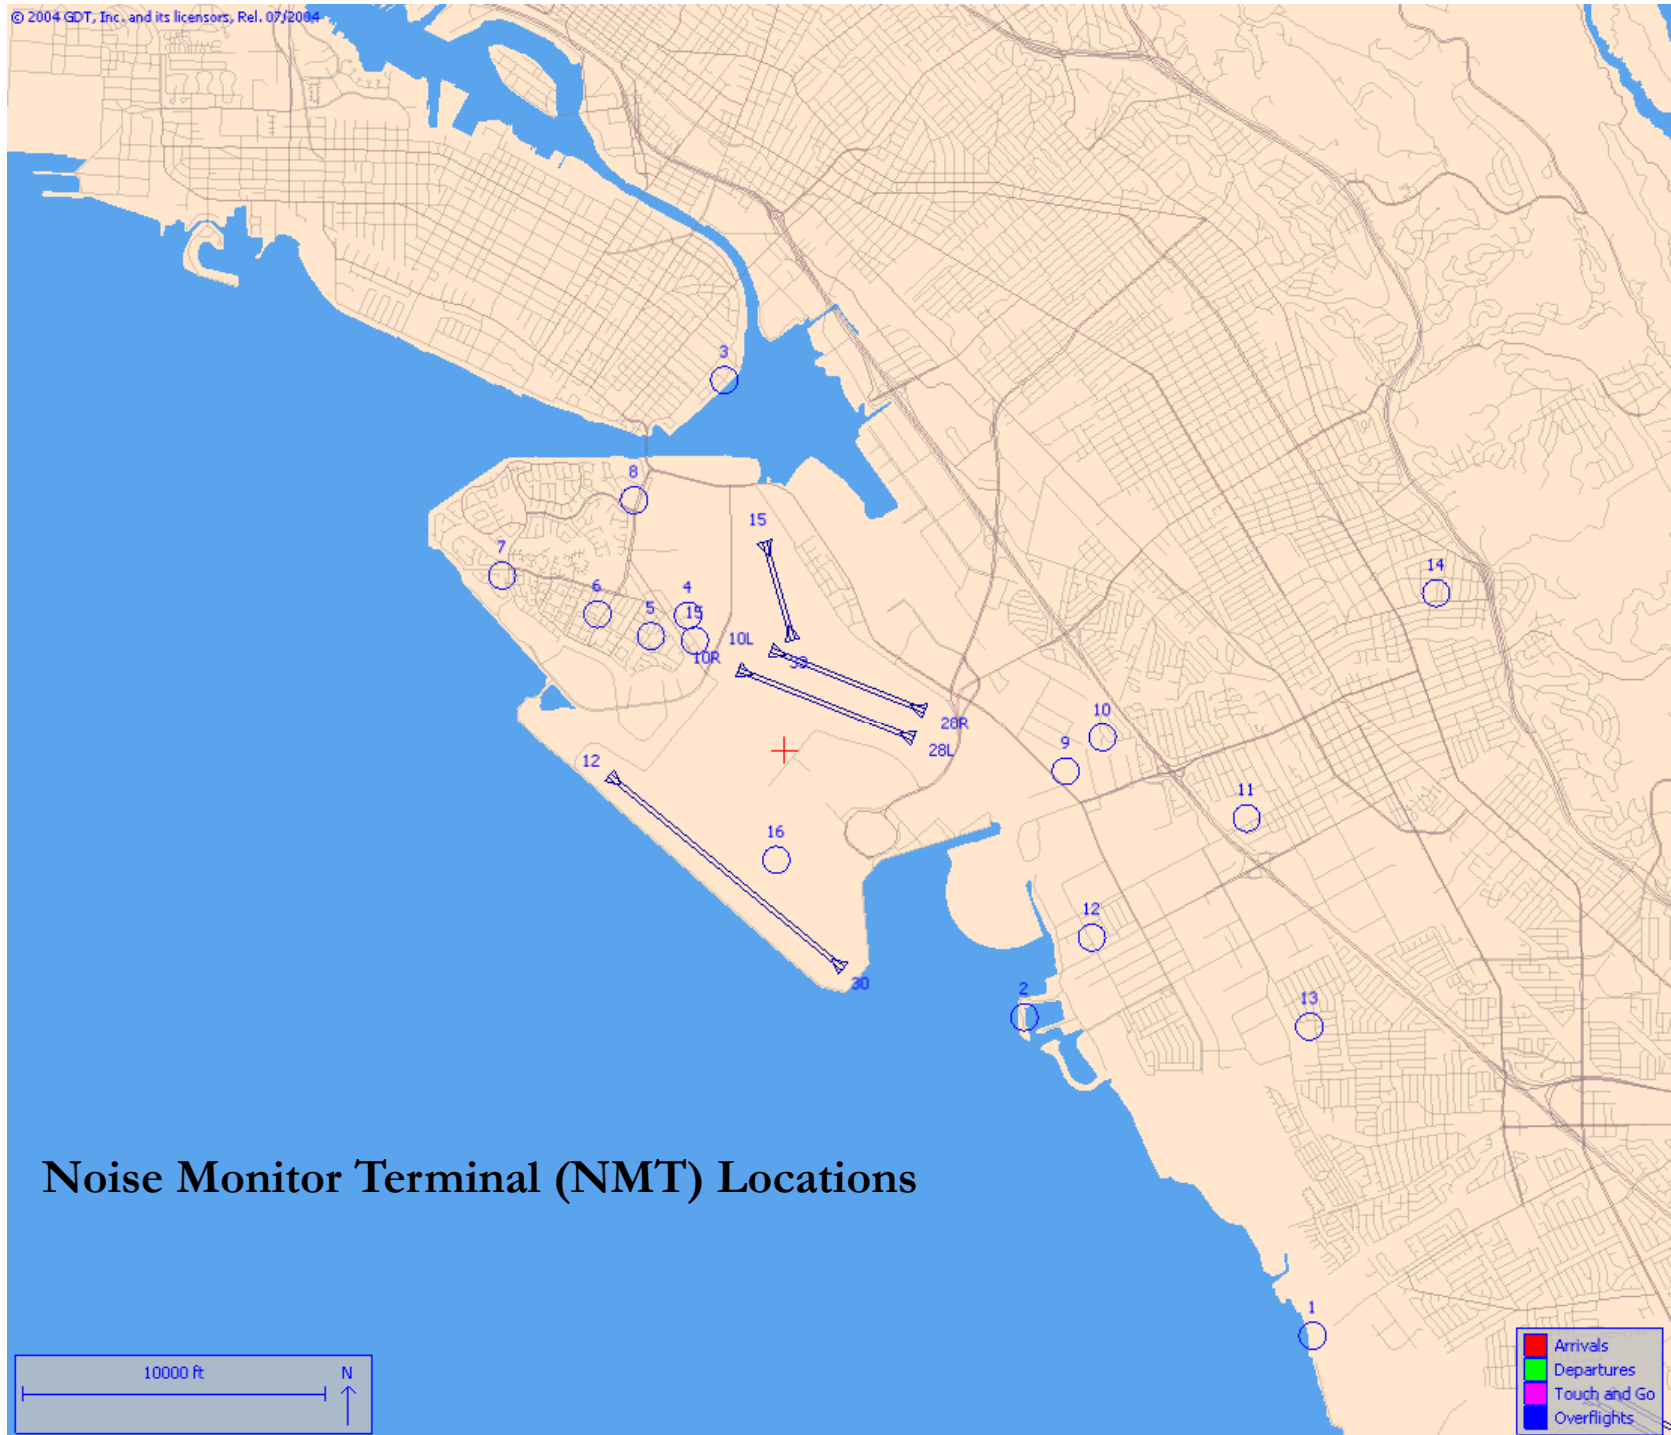 © 2004 GDT, Inc. and its licensors, Rel. 07/2004
3
8
15
7
14
6
4
5
15
10L
10R
33
10
28R
9
28L
12
11
16
12
30
2
13
Noise Monitor Terminal (NMT) Locations
1
10000 ft
N
Arrivals
Departures
Touch and Go
Overflights